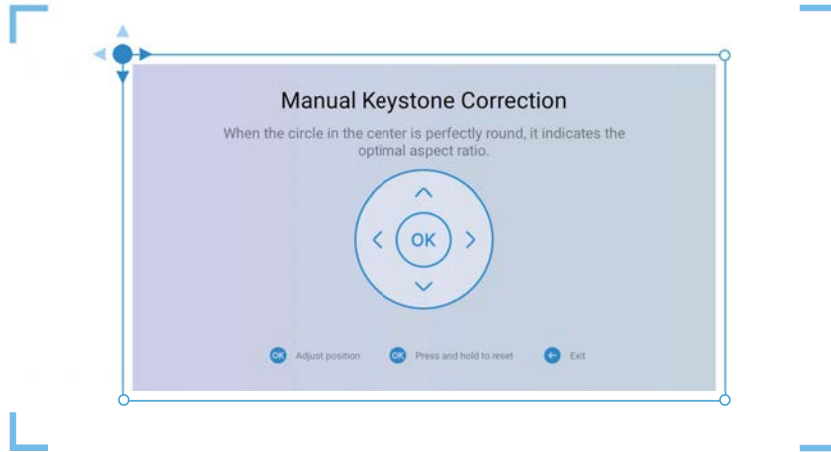 Manual Keystone Correction
When the circle in the center is perfectly round, it indicates the
optimal aspect ratio.
OK
OK Adjust position OK Press and hold to reset Exit